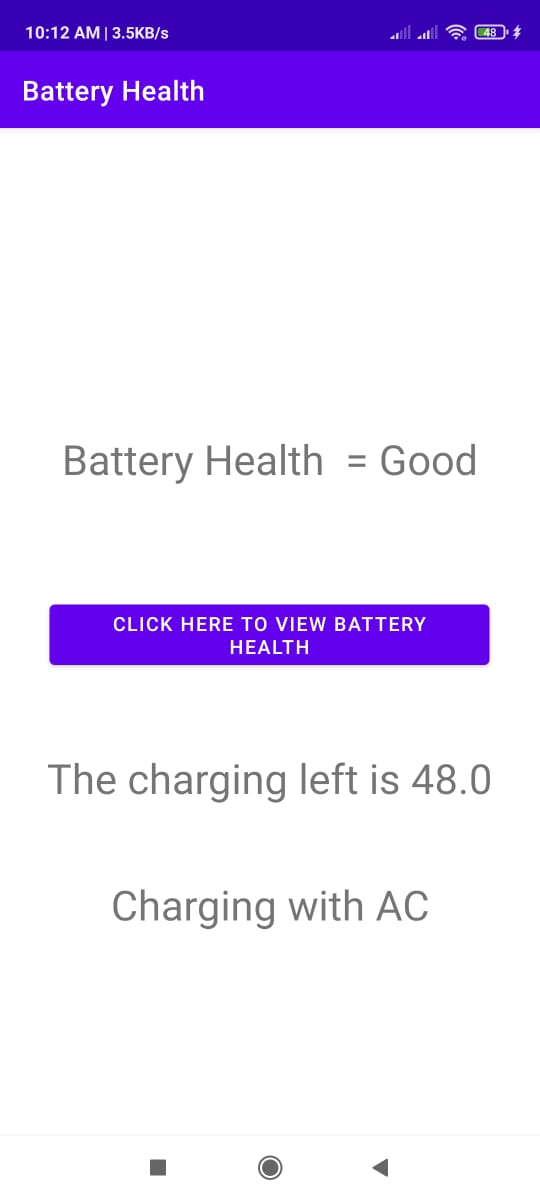 10:12 AM | 3.5KB/s 48
Battery Health
Battery Health  = Good
CLICK HERE TO VIEW BATTERY
HEALTH
The charging left is 48.0
Charging with AC